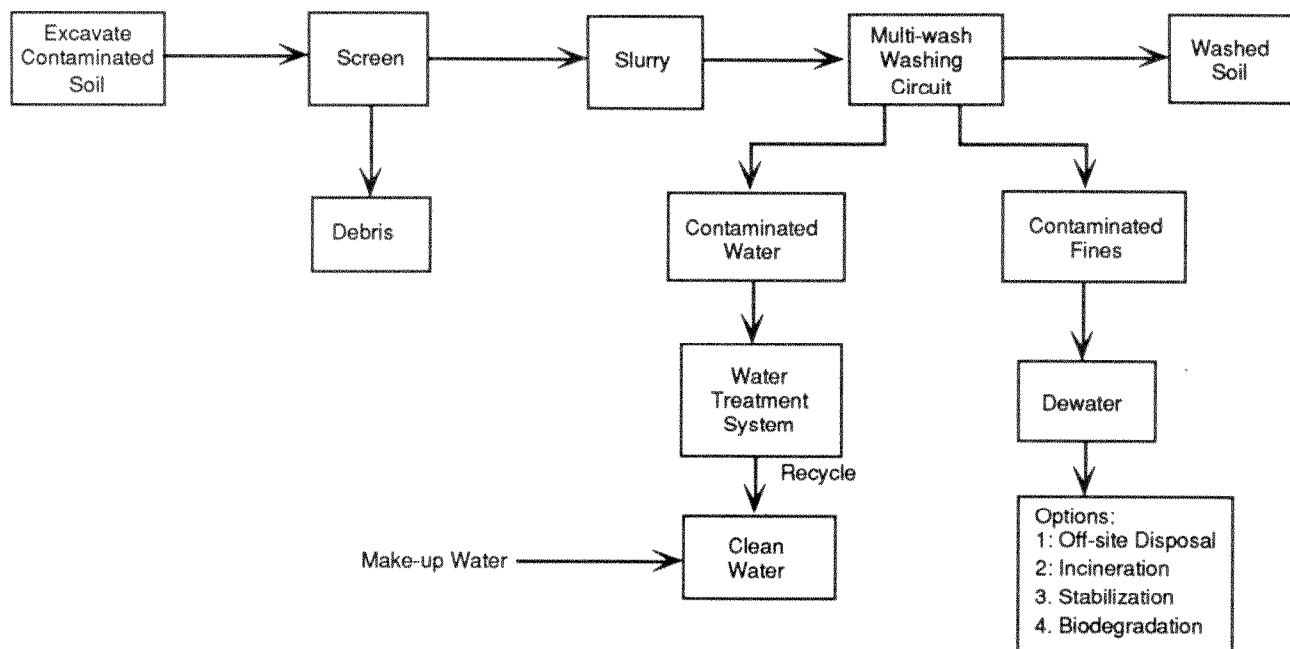 Excavate
Contaminated
Soil
Screen
Slurry
Multi-wash
Washing
Circuit
Washed
Soil
Debris
Contaminated
Water
Contaminated
Fines
Water
Treatment
System
Dewater
Recycle
Make-up Water
Clean
Water
Options:
1: Off-site Disposal
2: Incineration
3. Stabilization
4. Biodegradation